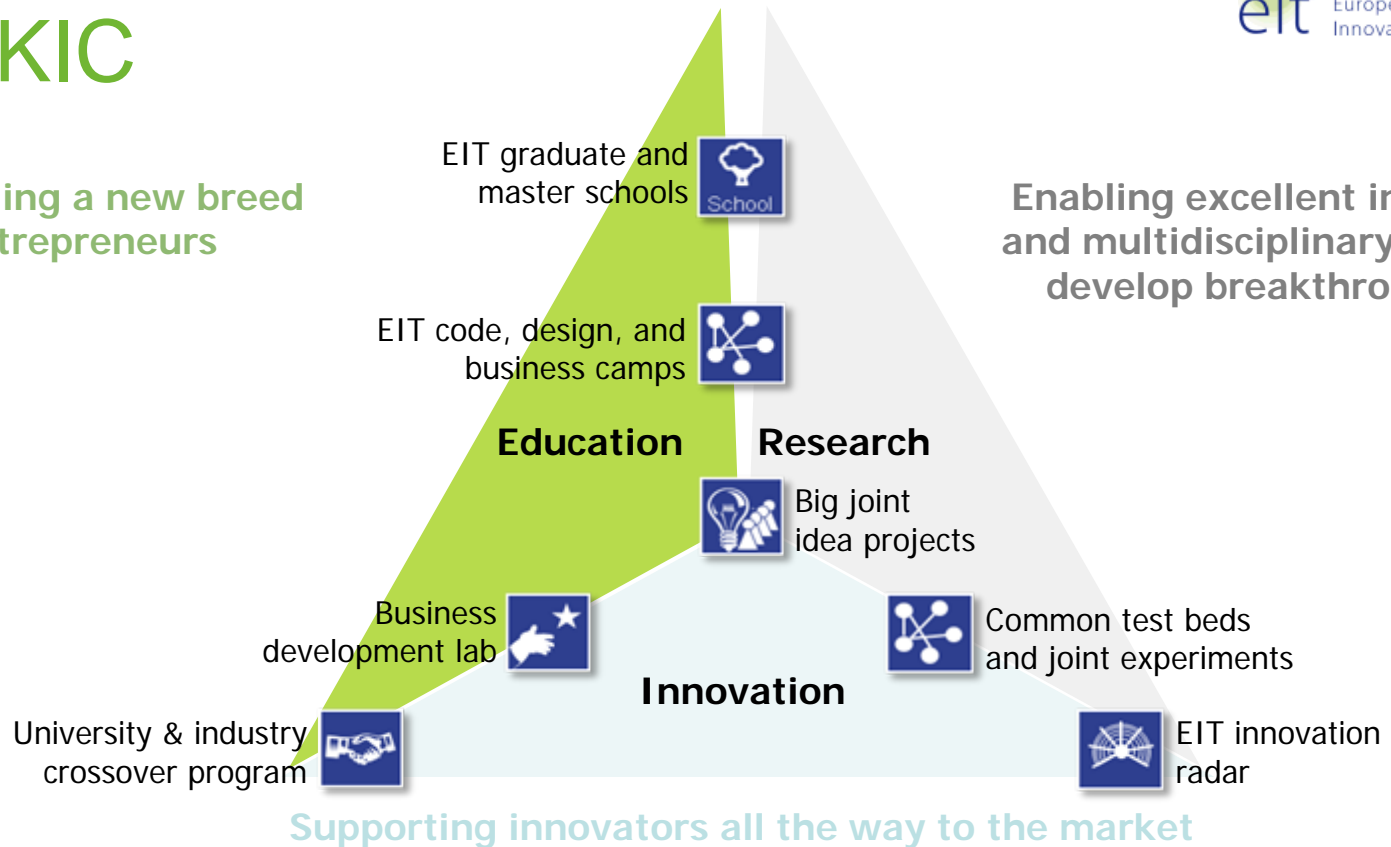 KIC
eit
Europe
Innova
EIT graduate and
master schools
School
ing a new breed
trepreneurs
Enabling excellent in
and multidisciplinary
develop breakthro
EIT code, design, and
business camps
Education
Research
Big joint
idea projects
Business
development lab
Common test beds
and joint experiments
Innovation
University & industry
crossover program
EIT innovation
radar
Supporting innovators all the way to the market